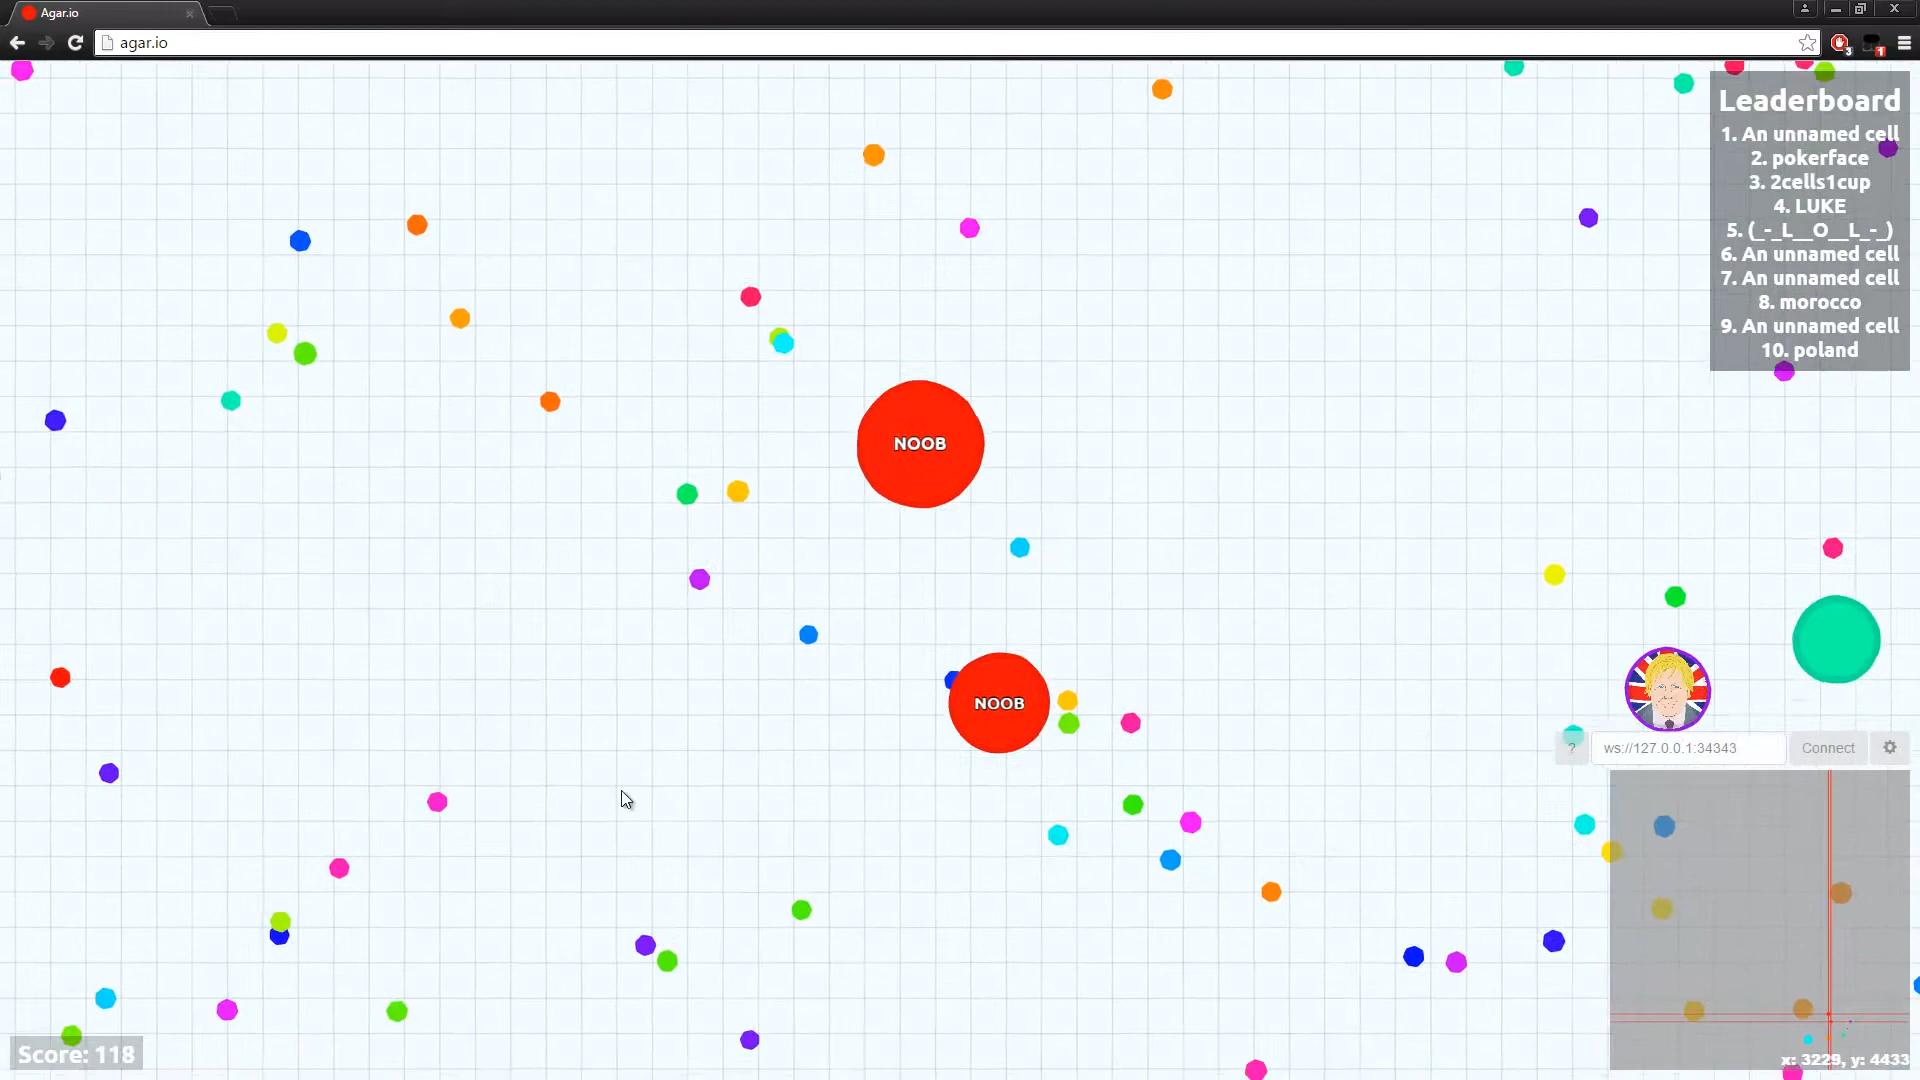 Agar.io
agar.io
3
1
Leaderboard
1. An unnamed cell
2. pokerface
3. 2cells1cup
4. LUKE
5. (_-_L__O__L_-_)
6. An unnamed cell
7. An unnamed cell
8. morocco
9. An unnamed cell
10. poland
NOOB
NOOB
? ws://127.0.0.1:34343 Connect
Score: 118
x: 3229, y: 4433